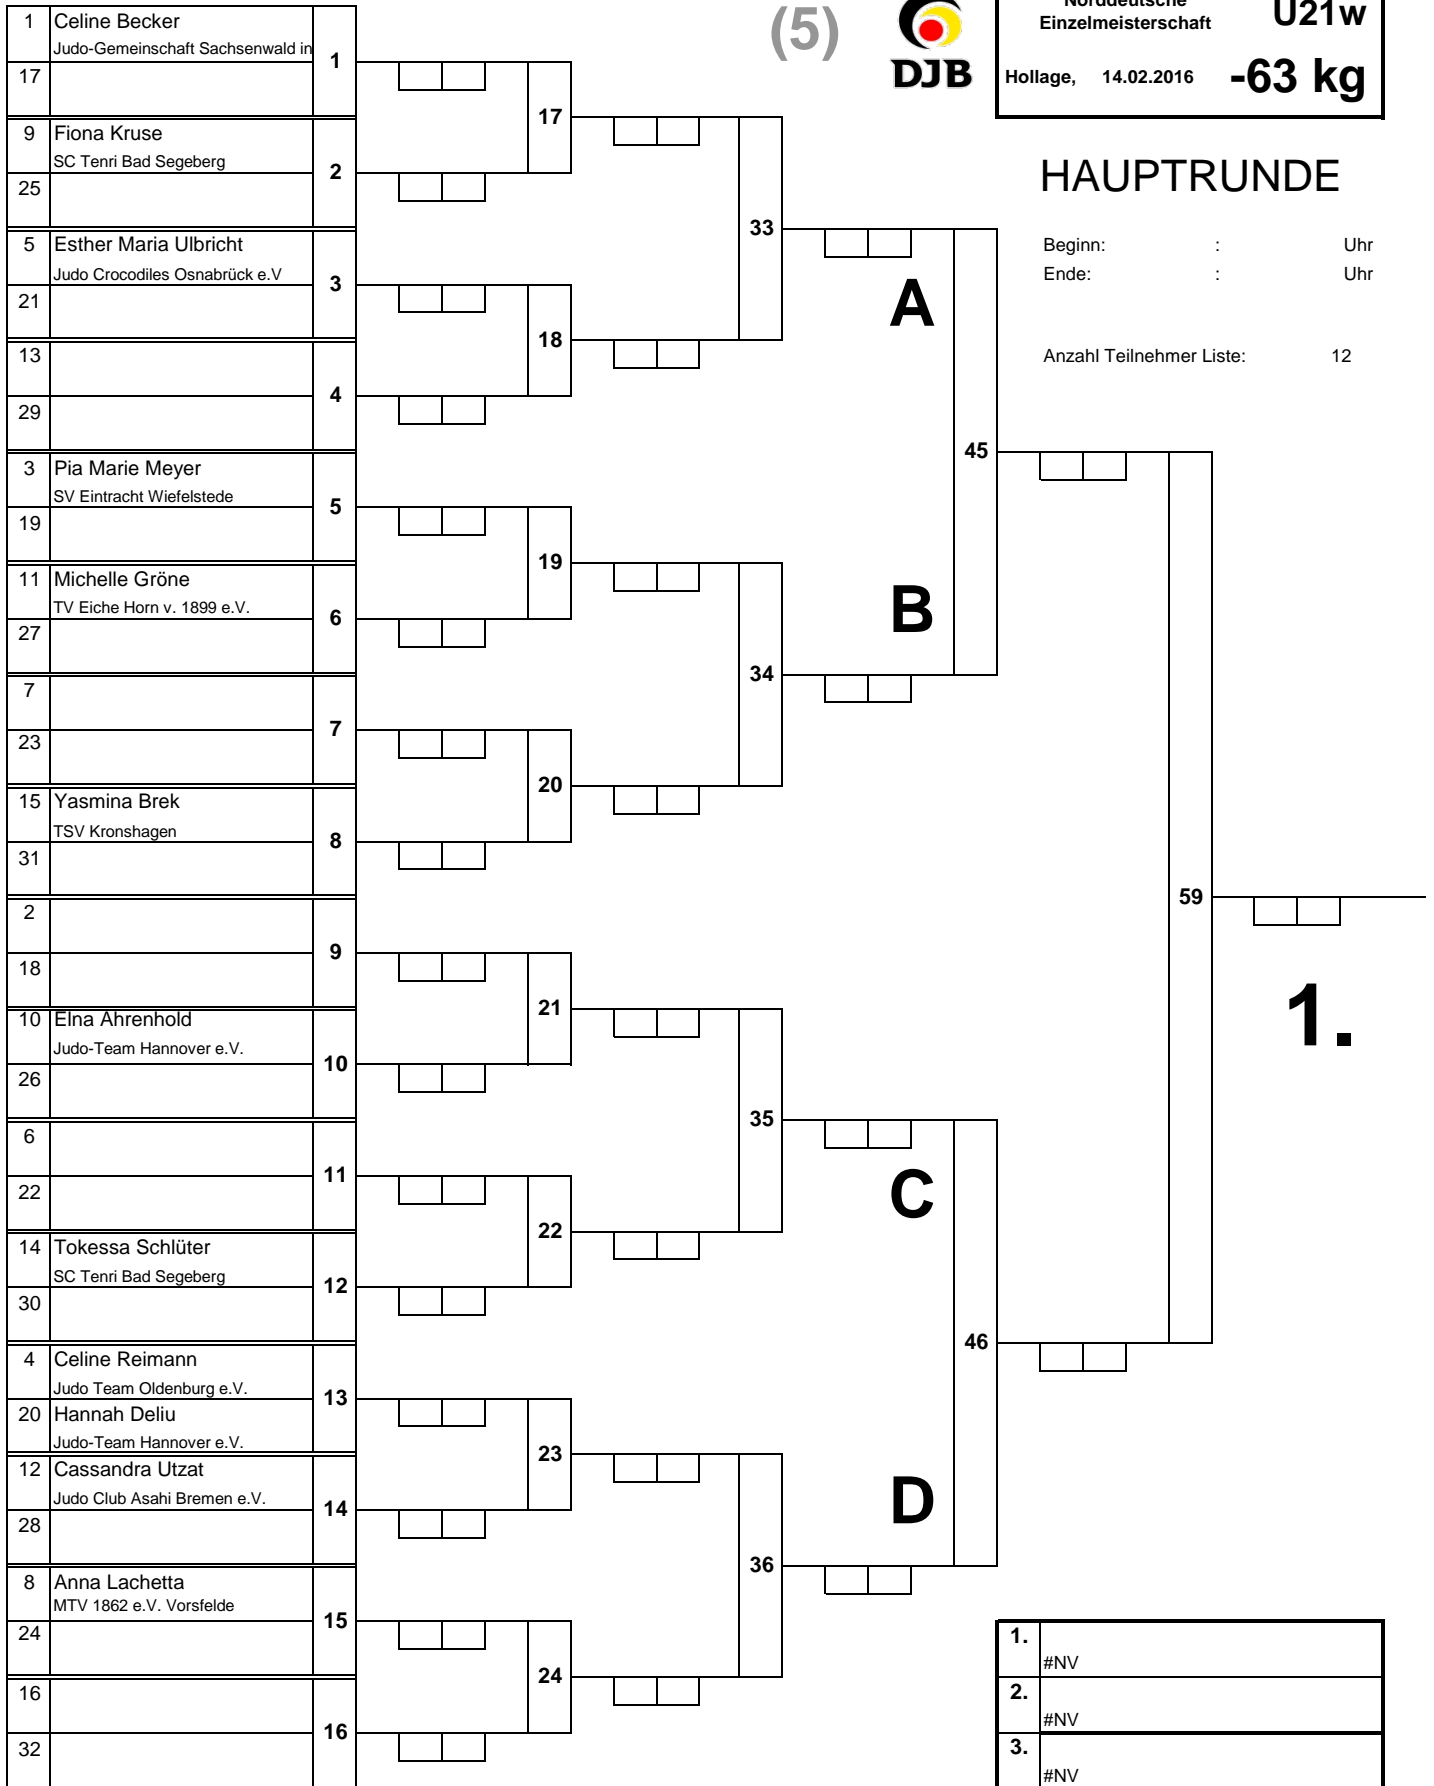 (5)
DJB
Norddeutsche
Einzelmeisterschaft
U21w
Hollage, 14.02.2016 -63 kg
HAUPTRUNDE
Beginn: : Uhr
Ende: : Uhr
Anzahl Teilnehmer Liste: 12
1 Celine Becker
Judo-Gemeinschaft Sachsenwald in
17
1
9 Fiona Kruse
SC Tenri Bad Segeberg
25
2
5 Esther Maria Ulbricht
Judo Crocodiles Osnabrück e.V
21
3
13
29
4
3 Pia Marie Meyer
SV Eintracht Wiefelstede
19
5
11 Michelle Gröne
TV Eiche Horn v. 1899 e.V.
27
6
7
23
7
15 Yasmina Brek
TSV Kronshagen
31
8
2
18
9
10 Elna Ahrenhold
Judo-Team Hannover e.V.
26
10
6
22
11
14 Tokessa Schlüter
SC Tenri Bad Segeberg
30
12
4 Celine Reimann
Judo Team Oldenburg e.V.
20 Hannah Deliu
Judo-Team Hannover e.V.
13
12 Cassandra Utzat
Judo Club Asahi Bremen e.V.
28
14
8 Anna Lachetta
MTV 1862 e.V. Vorsfelde
24
15
16
32
16
17
18
19
20
21
22
23
24
33
34
35
36
A
B
C
D
45
46
59
1.
1.
#NV
2.
#NV
3.
#NV